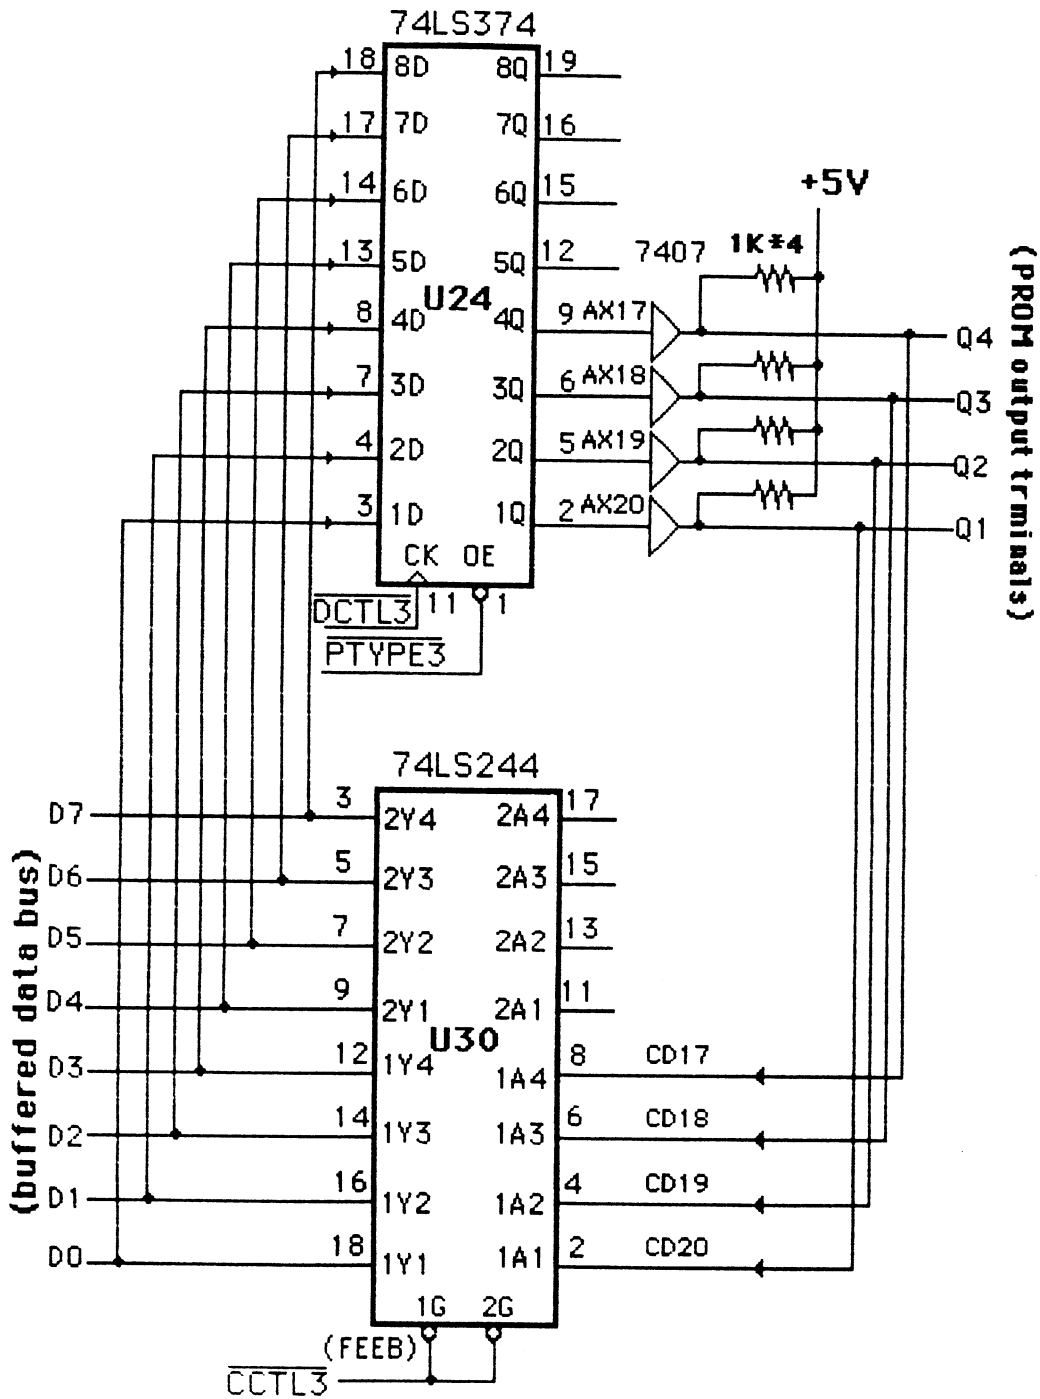 74LS374
18 8D 8Q 19
17 7D 7Q 16
14 6D 6Q 15
+5V
13 5D 5Q 12 7407 1K*4
U24
8 4D 4Q 9 AX17 Q4
7 3D 3Q 6 AX18 Q3
4 2D 2Q 5 AX19 Q2
3 1D 1Q 2 AX20 Q1
CK OE
DCTL3 11 1
PTYPE3
(PROM output trminals)
74LS244
D7 3 2Y4 2A4 17
D6 5 2Y3 2A3 15
D5 7 2Y2 2A2 13
D4 9 2Y1 2A1 11
U30
D3 12 1Y4 1A4 8 CD17
D2 14 1Y3 1A3 6 CD18
D1 16 1Y2 1A2 4 CD19
D0 18 1Y1 1A1 2 CD20
1G 2G
(FEEB)
CCTL3
(buffered data bus)